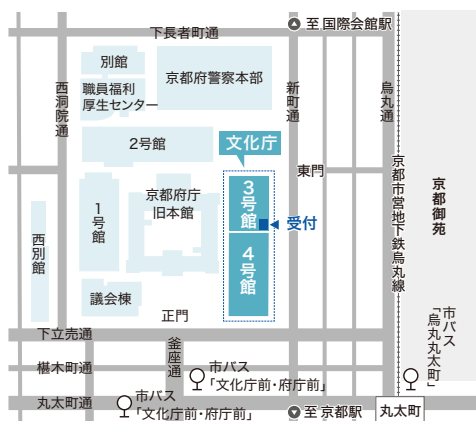 至 国際会館駅
下長者町通
別館
京都府警察本部
職員福利
厚生センター
西洞院通
新町通
烏丸通
2号館
文化庁
東門
京都市営地下鉄烏丸線
京都御苑
1号館
京都府庁
旧本館
3号館
受付
西別館
4号館
議会棟
正門
下立売通
釜座通
椹木町通
市バス
「文化庁前・府庁前」
市バス
「烏丸丸太町」
丸太町通
市バス
「文化庁前・府庁前」
至 京都駅
丸太町